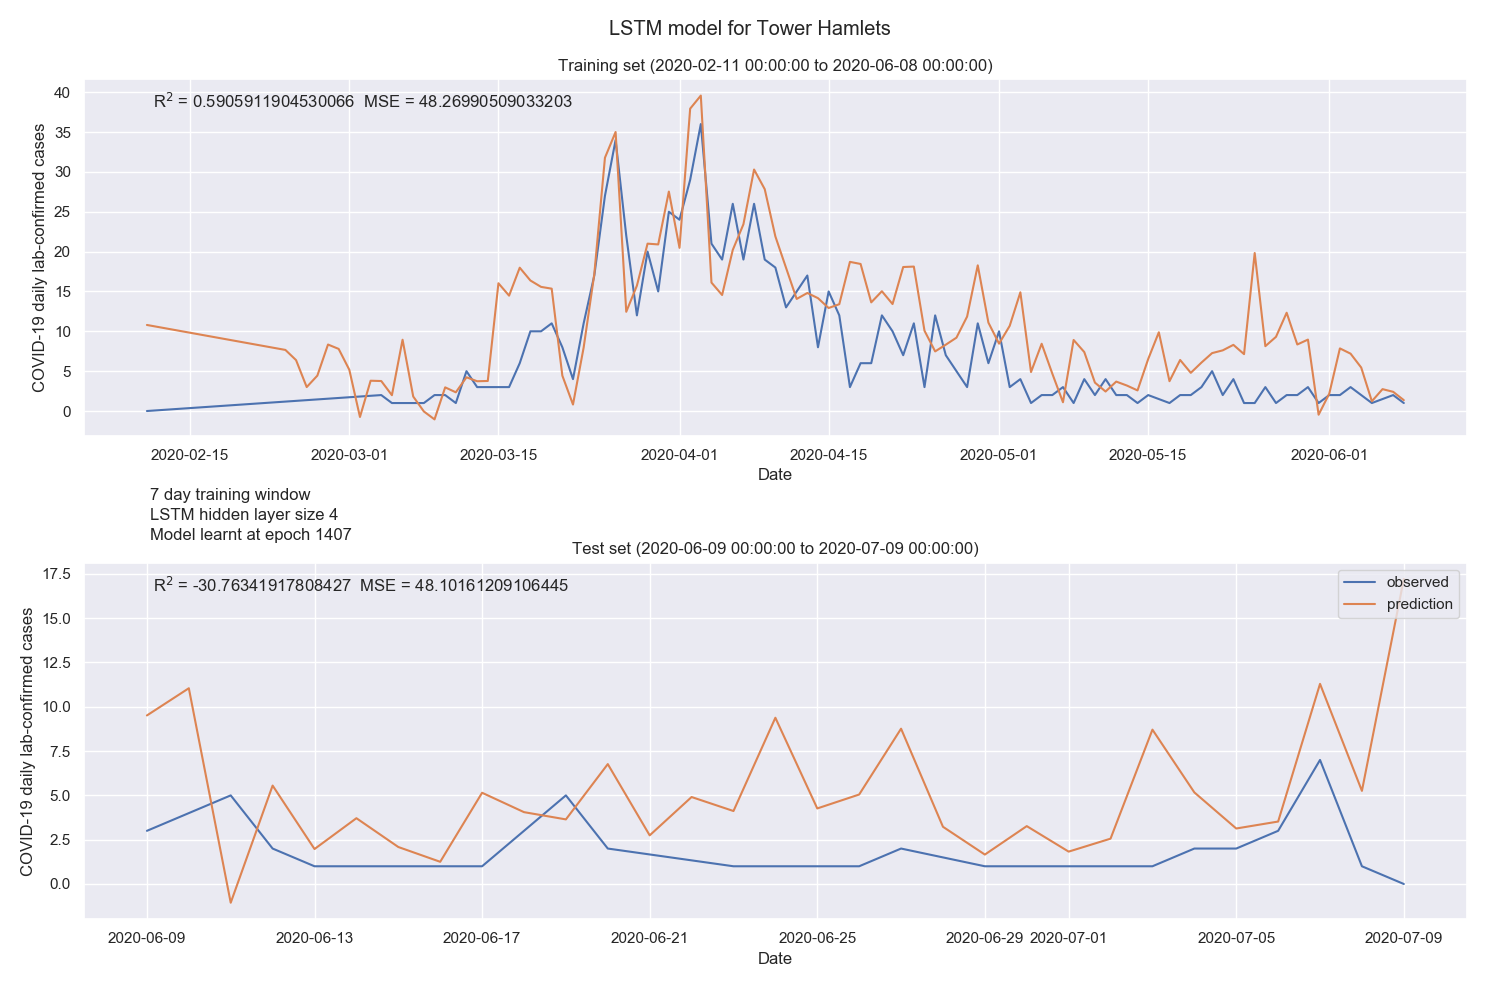 LSTM model for Tower Hamlets
Training set (2020-02-11 00:00:00 to 2020-06-08 00:00:00)
R² = 0.5905911904530066 MSE = 48.26990509033203
COVID-19 daily lab-confirmed cases
40
35
30
25
20
15
10
5
0
2020-02-15 2020-03-01 2020-03-15 2020-04-01 2020-04-15 2020-05-01 2020-05-15 2020-06-01
Date
7 day training window
LSTM hidden layer size 4
Model learnt at epoch 1407
Test set (2020-06-09 00:00:00 to 2020-07-09 00:00:00)
R² = -30.76341917808427 MSE = 48.10161209106445
observed
prediction
COVID-19 daily lab-confirmed cases
17.5
15.0
12.5
10.0
7.5
5.0
2.5
0.0
2020-06-09 2020-06-13 2020-06-17 2020-06-21 2020-06-25 2020-06-29 2020-07-01 2020-07-05 2020-07-09
Date